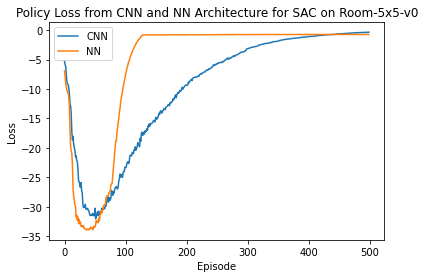 Policy Loss from CNN and NN Architecture for SAC on Room-5x5-v0
CNN
NN
0
−5
−10
−15
−20
−25
−30
−35
Loss
0
100
200
300
400
500
Episode